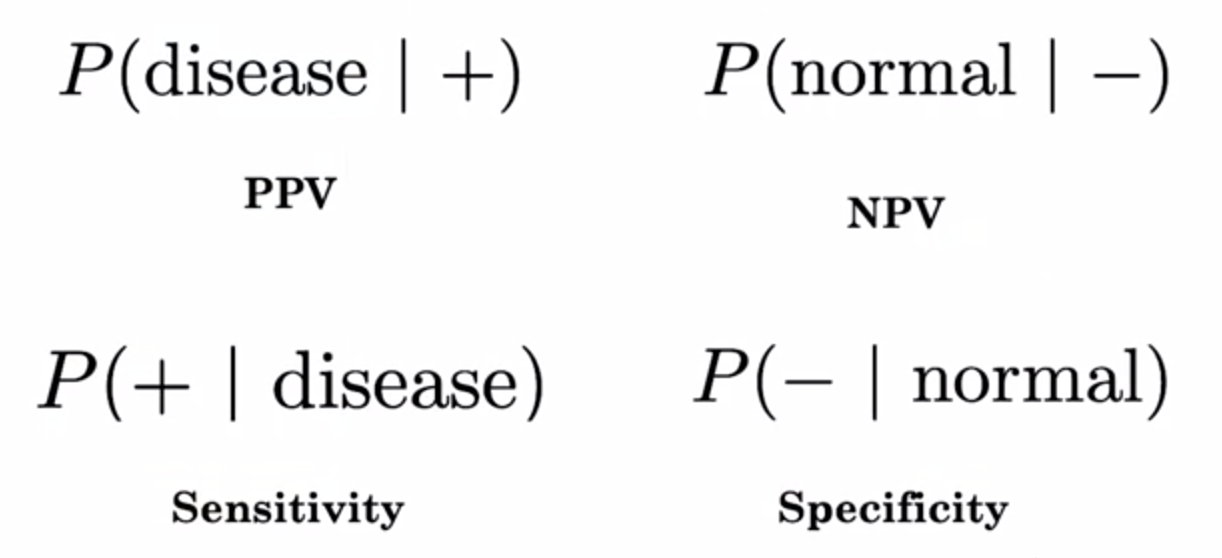 P(disease | +)
P(normal | −)
PPV
NPV
P(+ | disease)
P(− | normal)
Sensitivity
Specificity